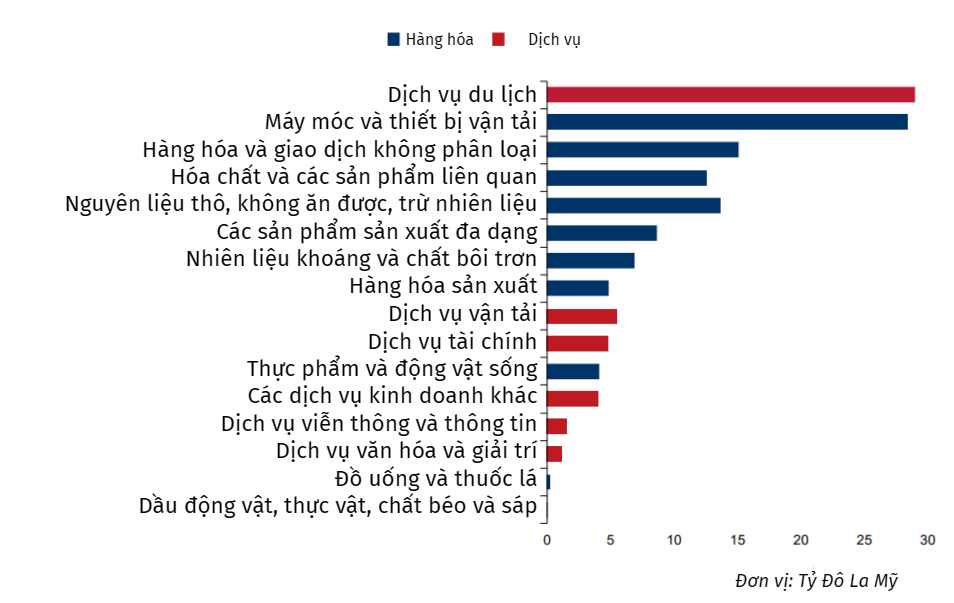 Hàng hóa Dịch vụ
Dịch vụ du lịch
Máy móc và thiết bị vận tải
Hàng hóa và giao dịch không phân loại
Hóa chất và các sản phẩm liên quan
Nguyên liệu thô, không ăn được, trừ nhiên liệu
Các sản phẩm sản xuất đa dạng
Nhiên liệu khoáng và chất bôi trơn
Hàng hóa sản xuất
Dịch vụ vận tải
Dịch vụ tài chính
Thực phẩm và động vật sống
Các dịch vụ kinh doanh khác
Dịch vụ viễn thông và thông tin
Dịch vụ văn hóa và giải trí
Đồ uống và thuốc lá
Dầu động vật, thực vật, chất béo và sáp
0 5 10 15 20 25 30
Đơn vị: Tỷ Đô La Mỹ